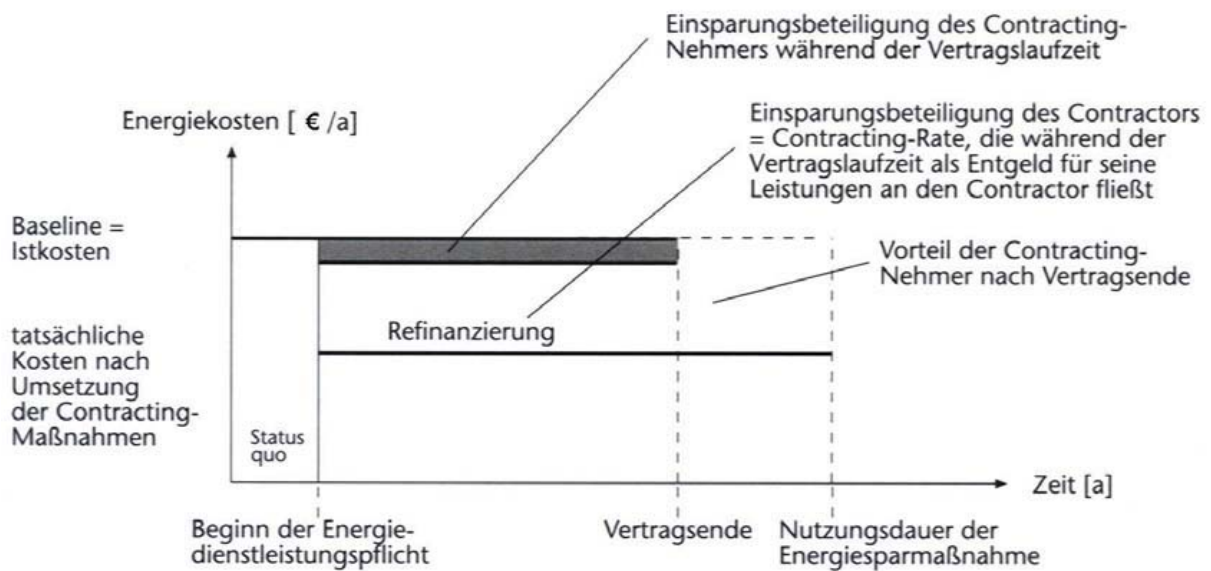 Einsparungsbeteiligung des Contracting-
Nehmers während der Vertragslaufzeit
Energiekosten [ € /a]
Einsparungsbeteiligung des Contractors
= Contracting-Rate, die während der
Vertragslaufzeit als Entgeld für seine
Leistungen an den Contractor fließt
Baseline =
Istkosten
Vorteil der Contracting-
Nehmer nach Vertragsende
Refinanzierung
tatsächliche
Kosten nach
Umsetzung
der Contracting-
Maßnahmen
Status
quo
Zeit [a]
Beginn der Energie-
dienstleistungspflicht
Vertragsende
Nutzungsdauer der
Energiesparmaßnahme